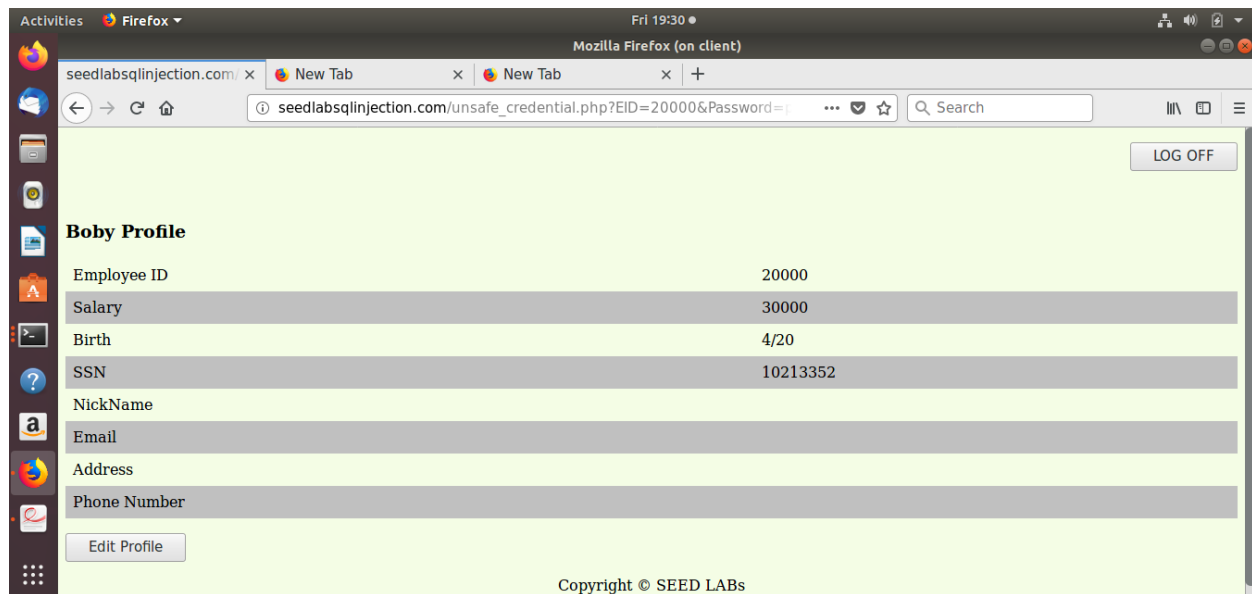 Activities Firefox Fri 19:30
Mozilla Firefox (on client)
seedlabsqlinjection.com/ New Tab New Tab
seedlabsqlinjection.com/unsafe_credential.php?EID=20000&Password= Search
LOG OFF
Boby Profile
Employee ID 20000
Salary 30000
Birth 4/20
SSN 10213352
NickName
Email
Address
Phone Number
Edit Profile
Copyright © SEED LABs